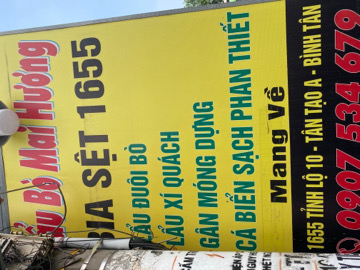 Lẩu Bò Mai Hương
BIA SỆT 1655
LẨU ĐUÔI BÒ
LẨU XÍ QUÁCH
GÂN MÓNG DỰNG
CÁ BIỂN SẠCH PHAN THIẾT
Mang Về
1655 TỈNH LỘ 10 - TÂN TẠO A - BÌNH TÂN
0907 534 679